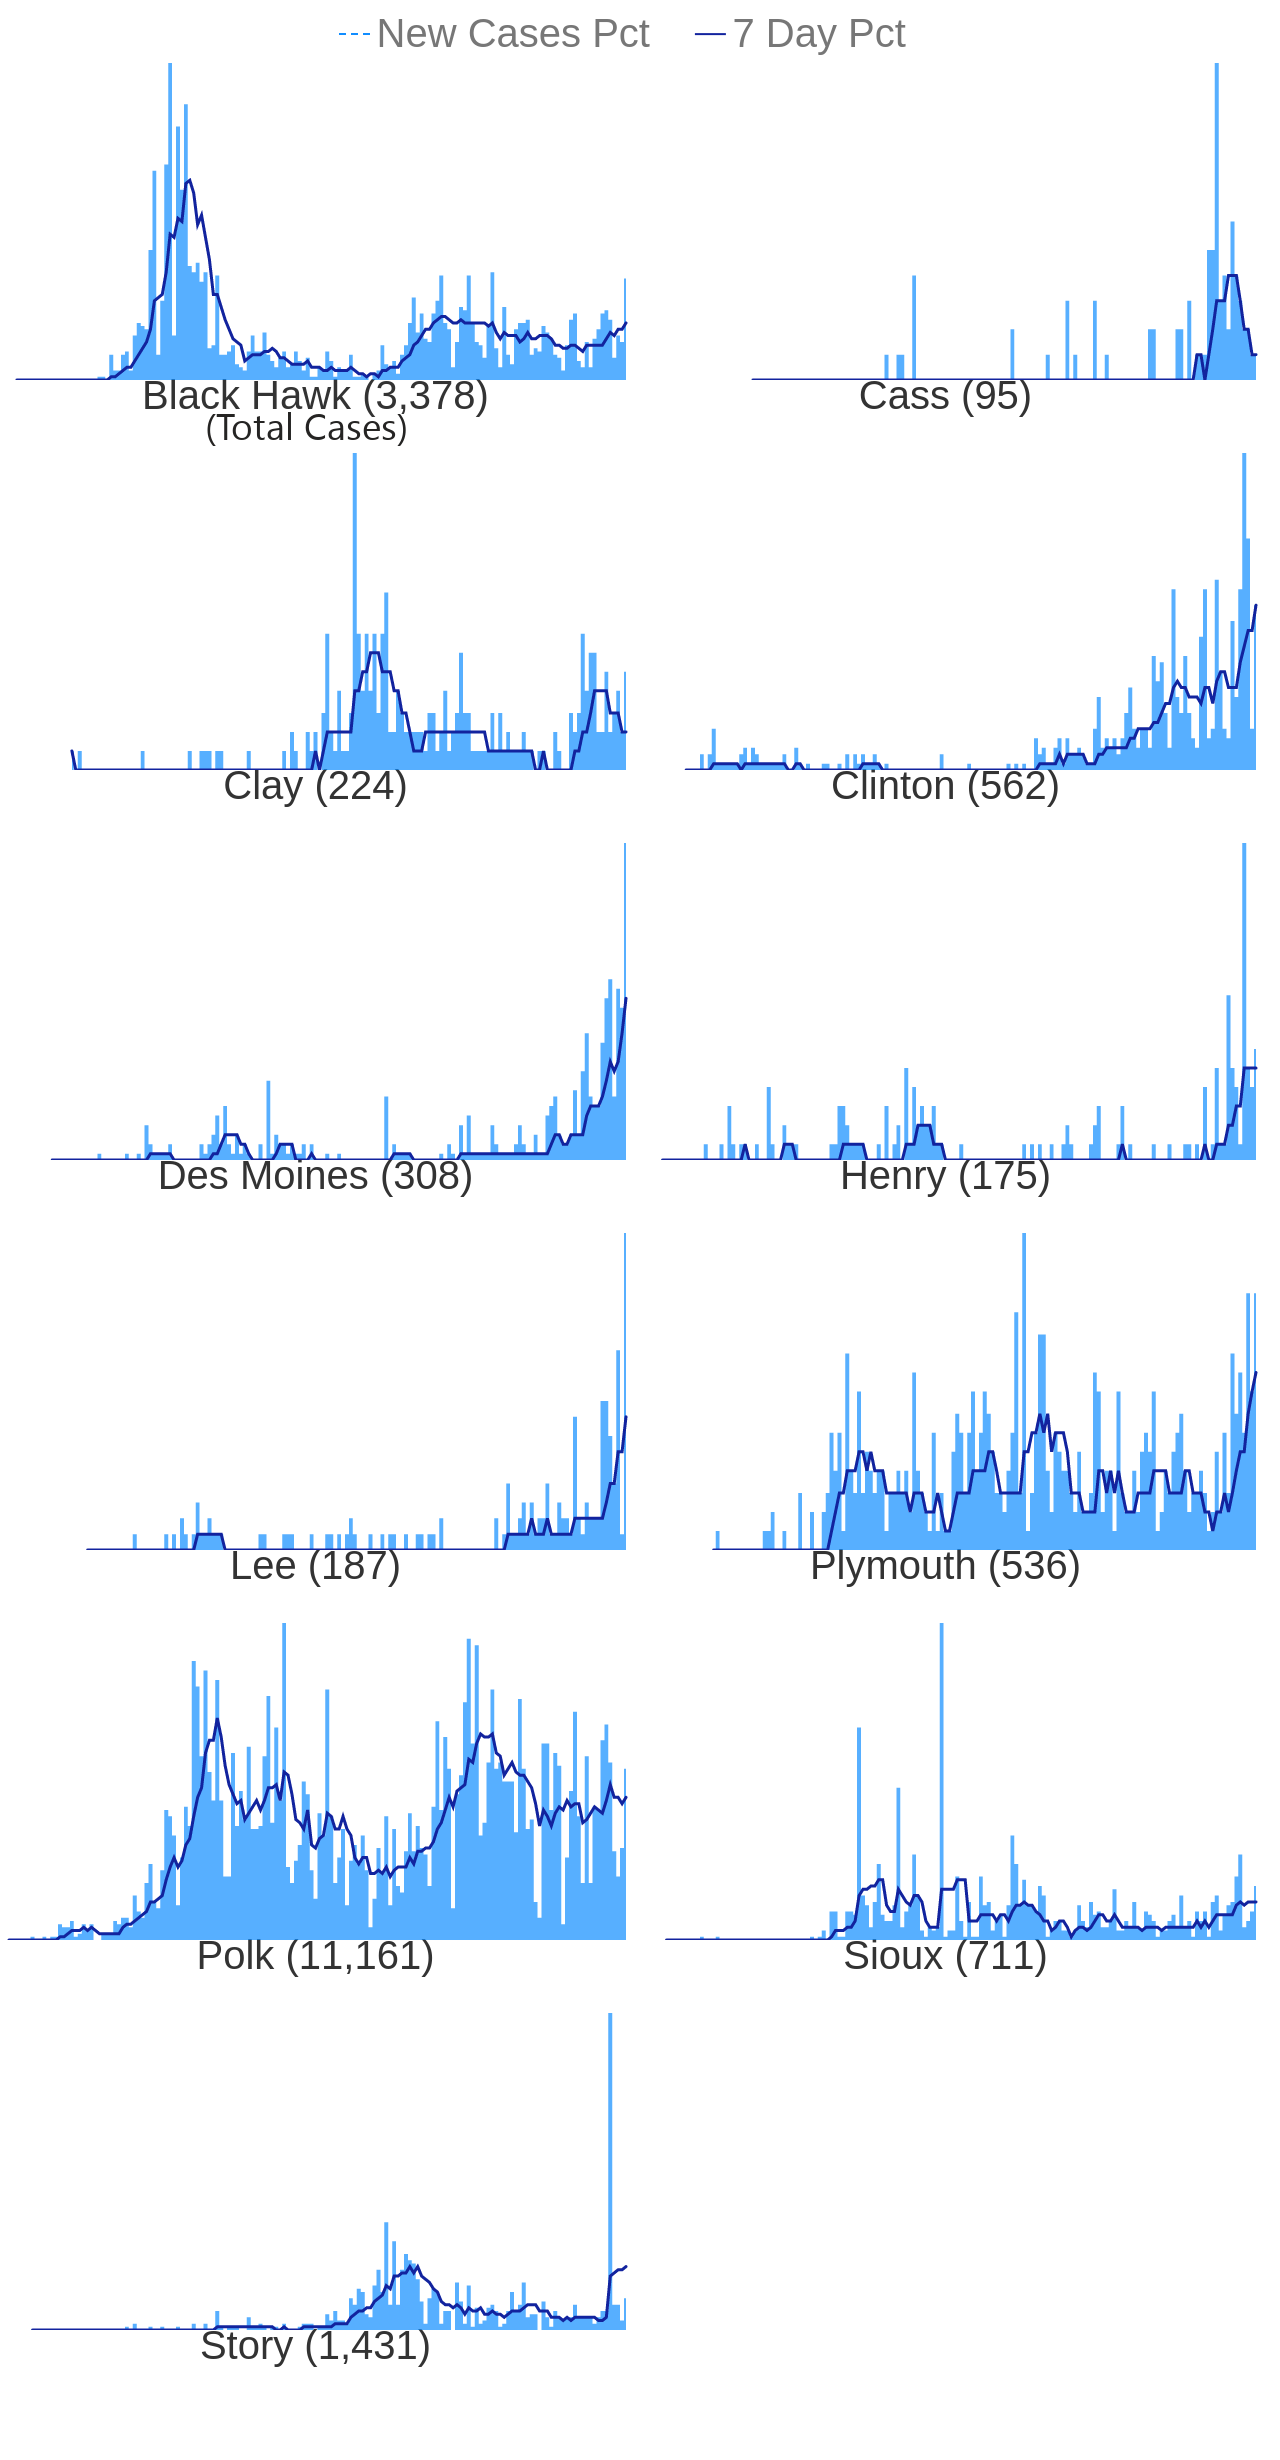 New Cases Pct 7 Day Pct
Black Hawk (3,378) Cass (95)
(Total Cases)
Clay (224) Clinton (562)
Des Moines (308) Henry (175)
Lee (187) Plymouth (536)
Polk (11,161) Sioux (711)
Story (1,431)